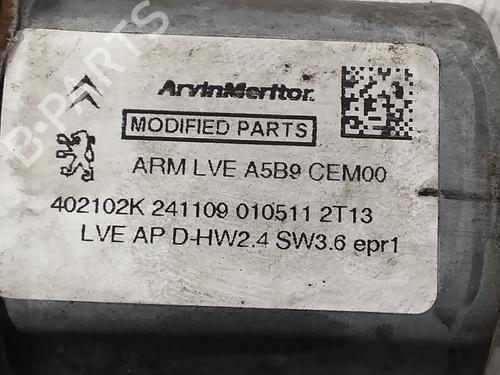 B-PARTS
ArvinMeritor.
MODIFIED PARTS
ARM LVE A5B9 CEM00
402102K 241109 010511 2T13
LVE AP D-HW2.4 SW3.6 epr1